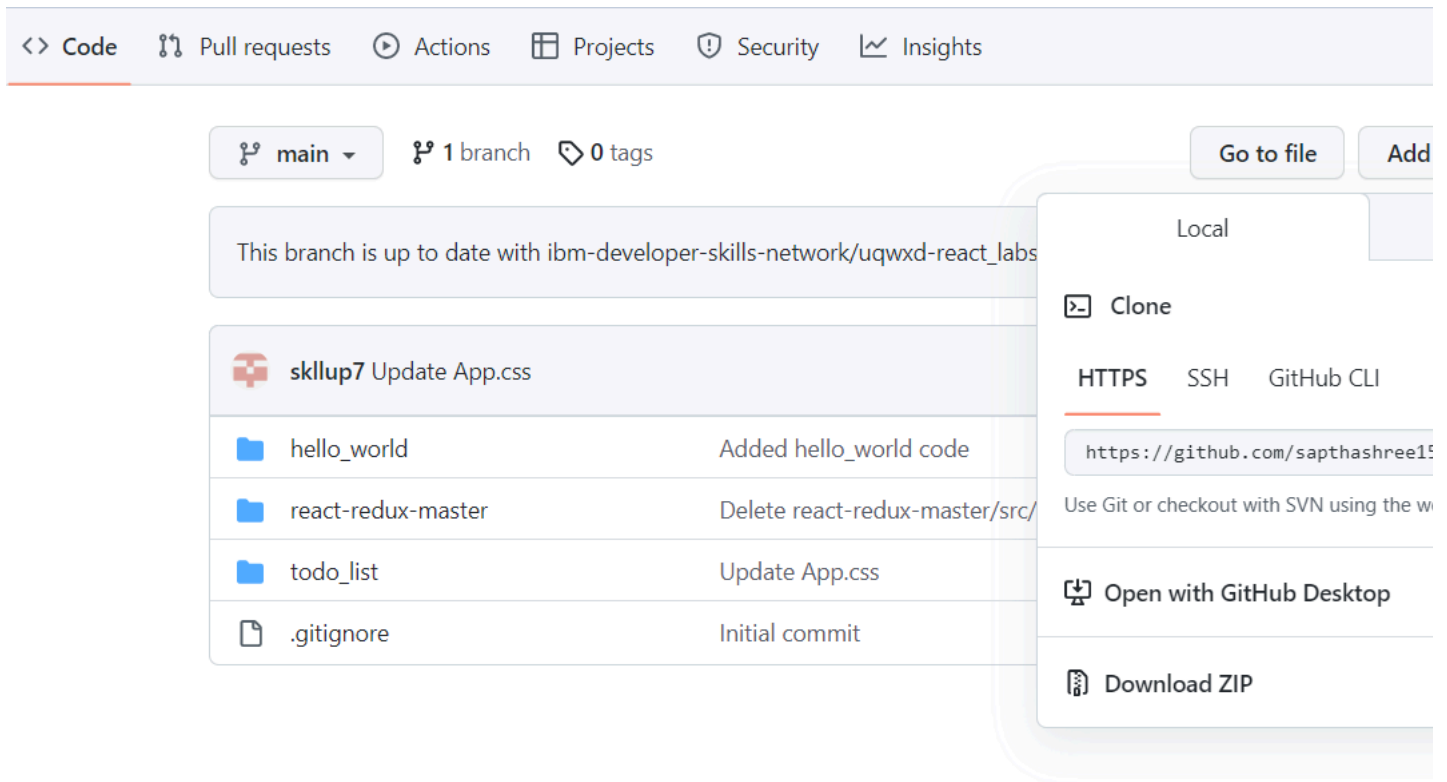 Code Pull requests Actions Projects Security Insights
main 1 branch 0 tags Go to file Add
Local
This branch is up to date with ibm-developer-skills-network/uqwxd-react_labs
Clone
skllup7 Update App.css
HTTPS SSH GitHub CLI
hello_world Added hello_world code
https://github.com/sapthashree15
react-redux-master Delete react-redux-master/src/
Use Git or checkout with SVN using the
todo_list Update App.css
Open with GitHub Desktop
.gitignore Initial commit
Download ZIP